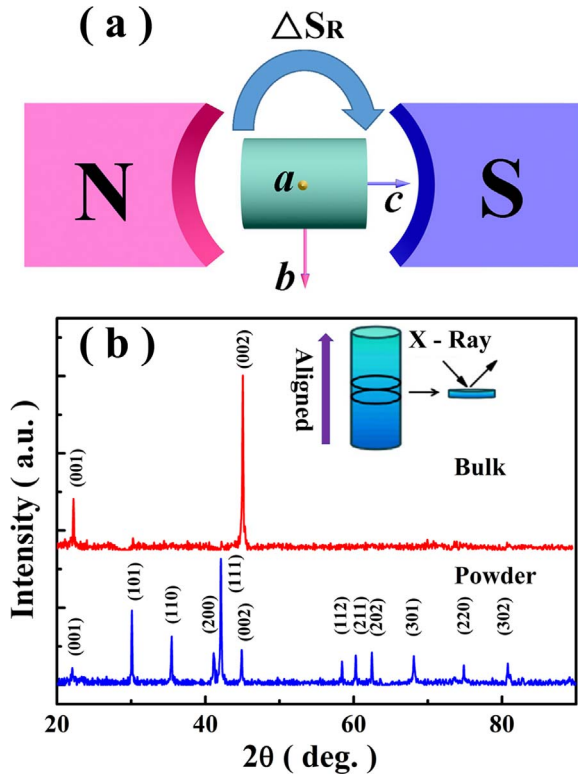 ( a )
△SR
N
a
c
S
b
( b )
Aligned
X - Ray
(002)
(001)
Bulk
Intensity ( a.u. )
Powder
(001)
(101)
(110)
(200)
(111)
(002)
(112)
(211)
(202)
(301)
(220)
(302)
20 40 60 80
2θ ( deg. )